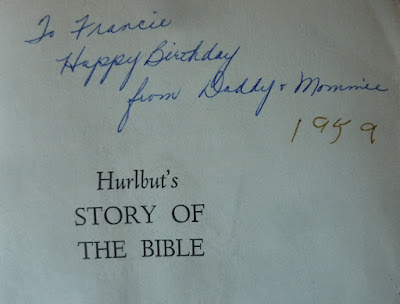 To Francie
Happy Birthday
from Daddy & Mommie
1959
Hurlbut's
STORY OF
THE BIBLE